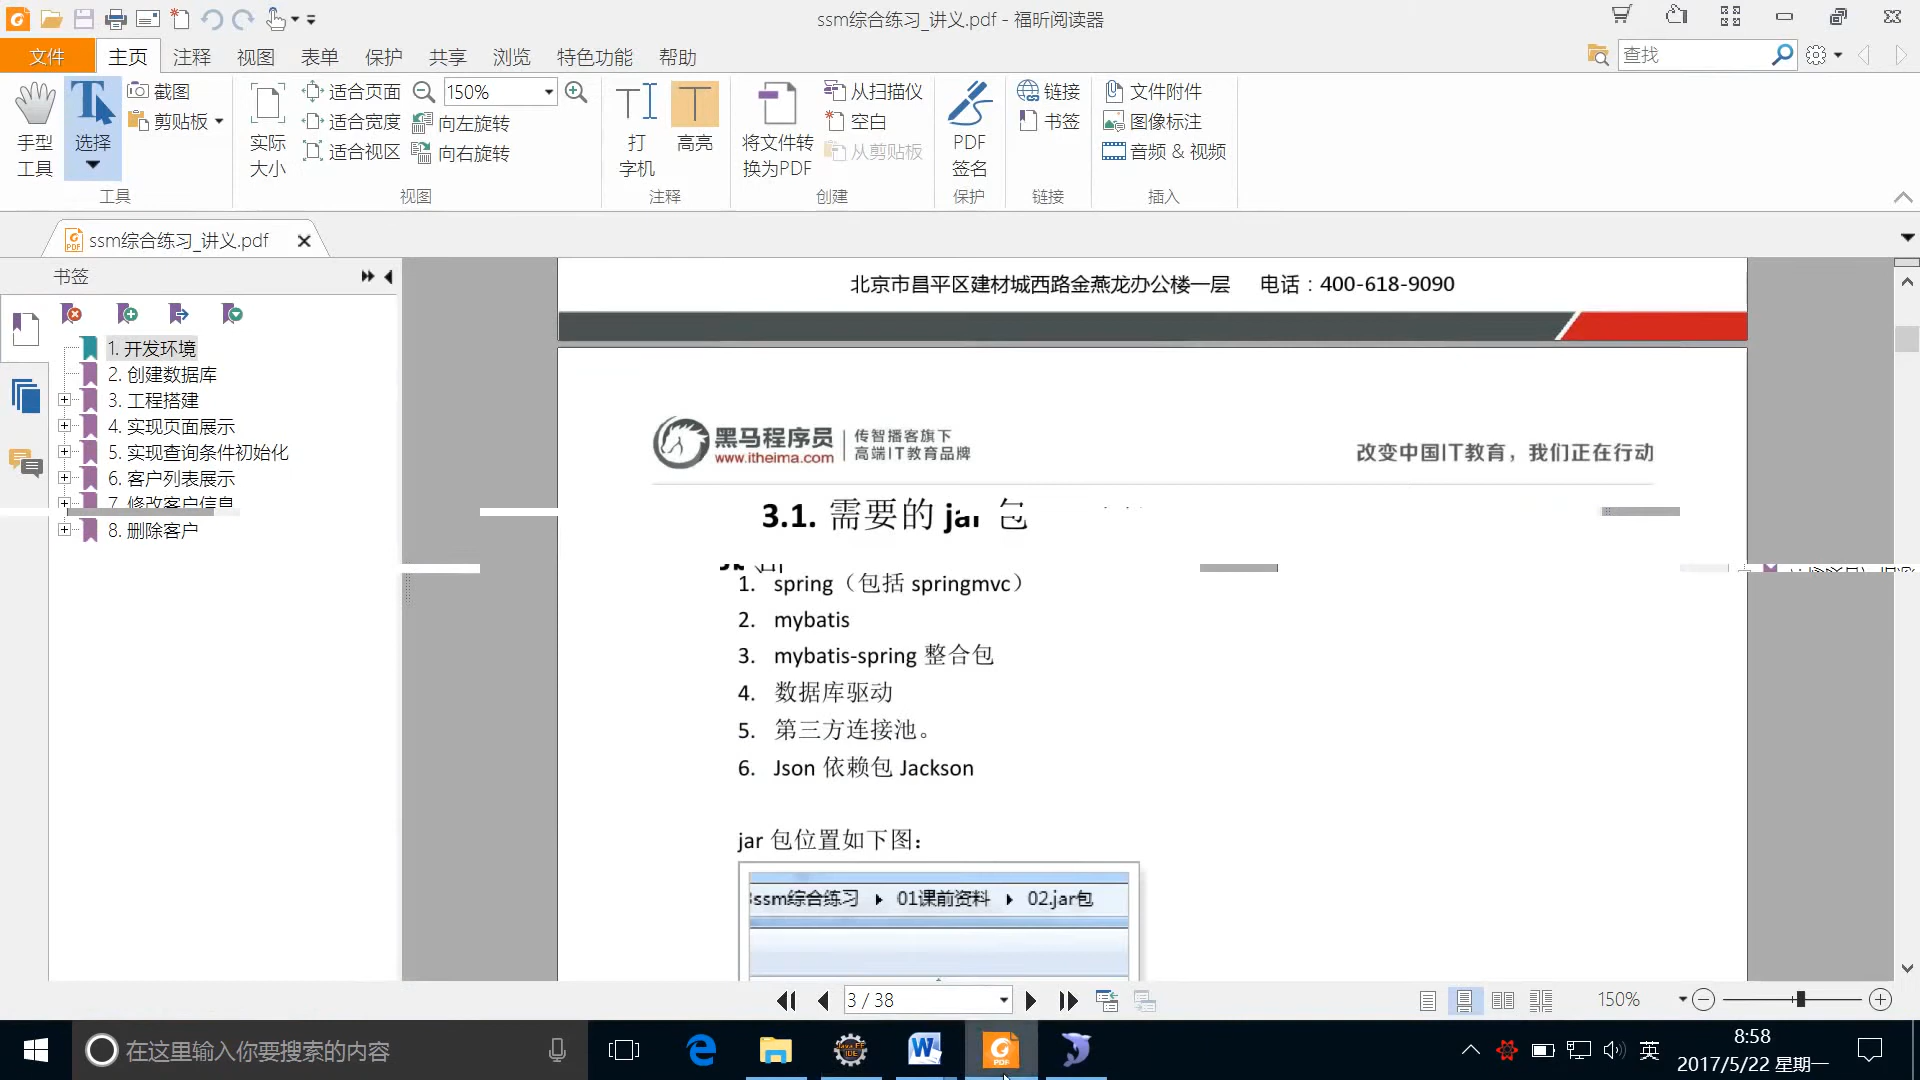 ssm综合练习_讲义.pdf - 福昕阅读器
文件 主页 注释 视图 表单 保护 共享 浏览 特色功能 帮助
查找
手型工具
选择
截图
剪贴板
工具
实际大小
适合页面
适合宽度
适合视区
150%
向左旋转
向右旋转
视图
打字机
高亮
注释
将文件转换为PDF
从扫描仪
空白
从剪贴板
创建
PDF签名
保护
链接
书签
链接
文件附件
图像标注
音频 & 视频
插入
ssm综合练习_讲义.pdf
书签
1. 开发环境
2. 创建数据库
3. 工程搭建
4. 实现页面展示
5. 实现查询条件初始化
6. 客户列表展示
7. 修改客户信息
8. 删除客户
北京市昌平区建材城西路金燕龙办公楼一层 电话：400-618-9090
黑马程序员
www.itheima.com
传智播客旗下
高端IT教育品牌
改变中国IT教育，我们正在行动
3.1. 需要的 jar 包
1. spring（包括 springmvc）
2. mybatis
3. mybatis-spring 整合包
4. 数据库驱动
5. 第三方连接池。
6. Json 依赖包 Jackson
jar 包位置如下图：
ssm综合练习 01课前资料 02.jar包
3 / 38
150%
在这里输入你要搜索的内容
英
8:58
2017/5/22 星期一